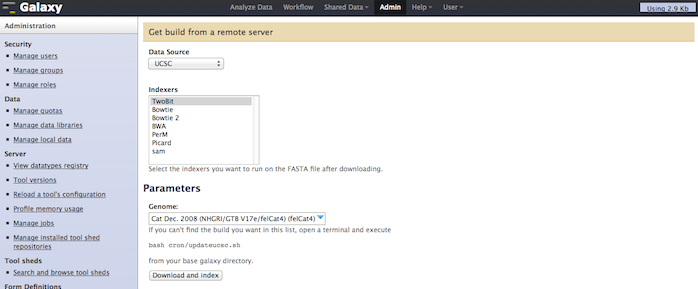 Galaxy
Analyze Data Workflow Shared Data Admin Help User
Using 2.9 Kb
Administration
Security
Manage users
Manage groups
Manage roles
Data
Manage quotas
Manage data libraries
Manage local data
Server
View datatypes registry
Tool versions
Reload a tool's configuration
Profile memory usage
Manage jobs
Manage installed tool shed
repositories
Tool sheds
Search and browse tool sheds
Form Definitions
Get build from a remote server
Data Source
UCSC
Indexers
TwoBit
Bowtie
Bowtie 2
BWA
PerM
Picard
sam
Select the indexers you want to run on the FASTA file after downloading.
Parameters
Genome:
Cat Dec. 2008 (NHGRI/GTB V17e/felCat4) (felCat4)
If you can't find the build you want in this list, open a terminal and execute
bash cron/updateucsc.sh
from your base galaxy directory.
Download and index